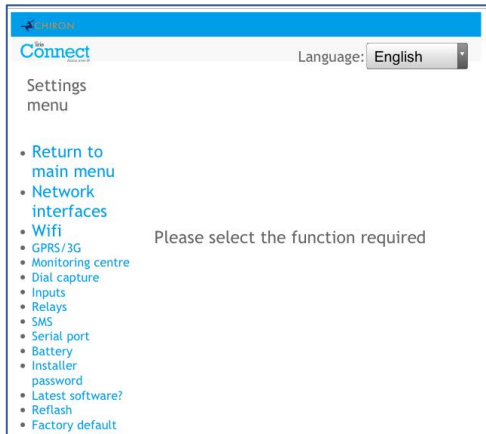 CHIRON
Connect
Language: English
Settings
menu
Return to
main menu
Network
interfaces
Wifi
GPRS/3G
Monitoring centre
Dial capture
Inputs
Relays
SMS
Serial port
Battery
Installer
password
Latest software?
Reflash
Factory default
Please select the function required